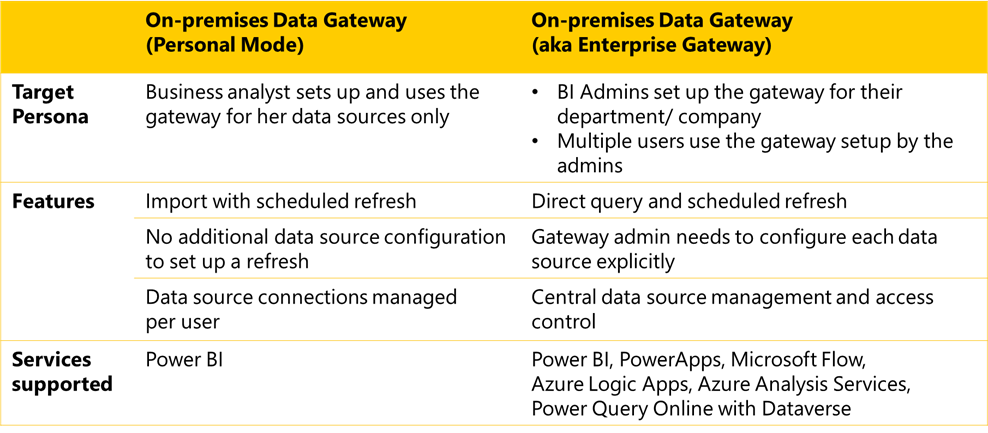 On-premises Data Gateway
(Personal Mode)
On-premises Data Gateway
(aka Enterprise Gateway)
Target
Persona
Business analyst sets up and uses the
gateway for her data sources only
• BI Admins set up the gateway for their
department/ company
• Multiple users use the gateway setup by the
admins
Features
Import with scheduled refresh
Direct query and scheduled refresh
No additional data source configuration
to set up a refresh
Gateway admin needs to configure each data
source explicitly
Data source connections managed
per user
Central data source management and access
control
Services
supported
Power BI
Power BI, PowerApps, Microsoft Flow,
Azure Logic Apps, Azure Analysis Services,
Power Query Online with Dataverse